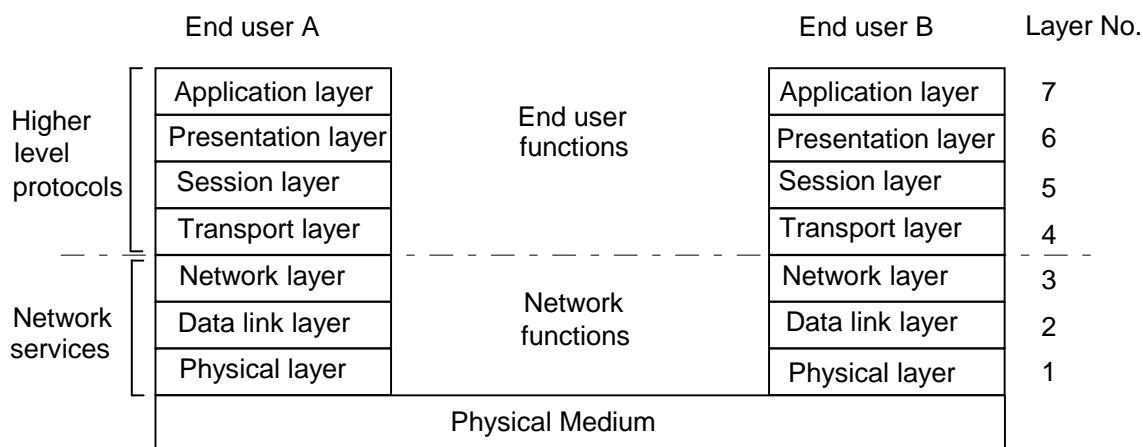 End user A End user B Layer No.
Application layer Application layer 7
Higher level protocols
Presentation layer End user functions Presentation layer 6
Session layer Session layer 5
Transport layer Transport layer 4
Network layer Network layer 3
Network services
Data link layer Network functions Data link layer 2
Physical layer Physical layer 1
Physical Medium